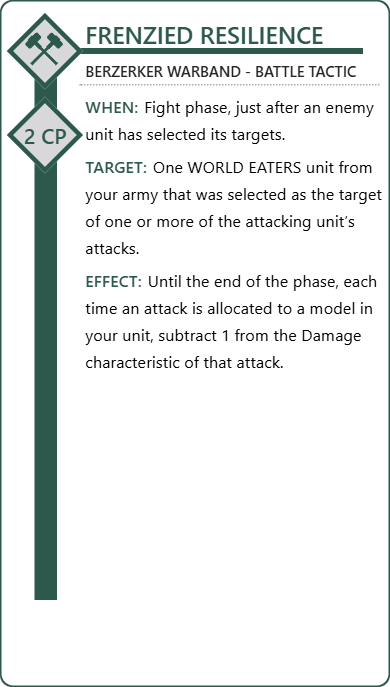 FRENZIED RESILIENCE
BERZERKER WARBAND - BATTLE TACTIC
2 CP
WHEN: Fight phase, just after an enemy
unit has selected its targets.
TARGET: One WORLD EATERS unit from
your army that was selected as the target
of one or more of the attacking unit’s
attacks.
EFFECT: Until the end of the phase, each
time an attack is allocated to a model in
your unit, subtract 1 from the Damage
characteristic of that attack.